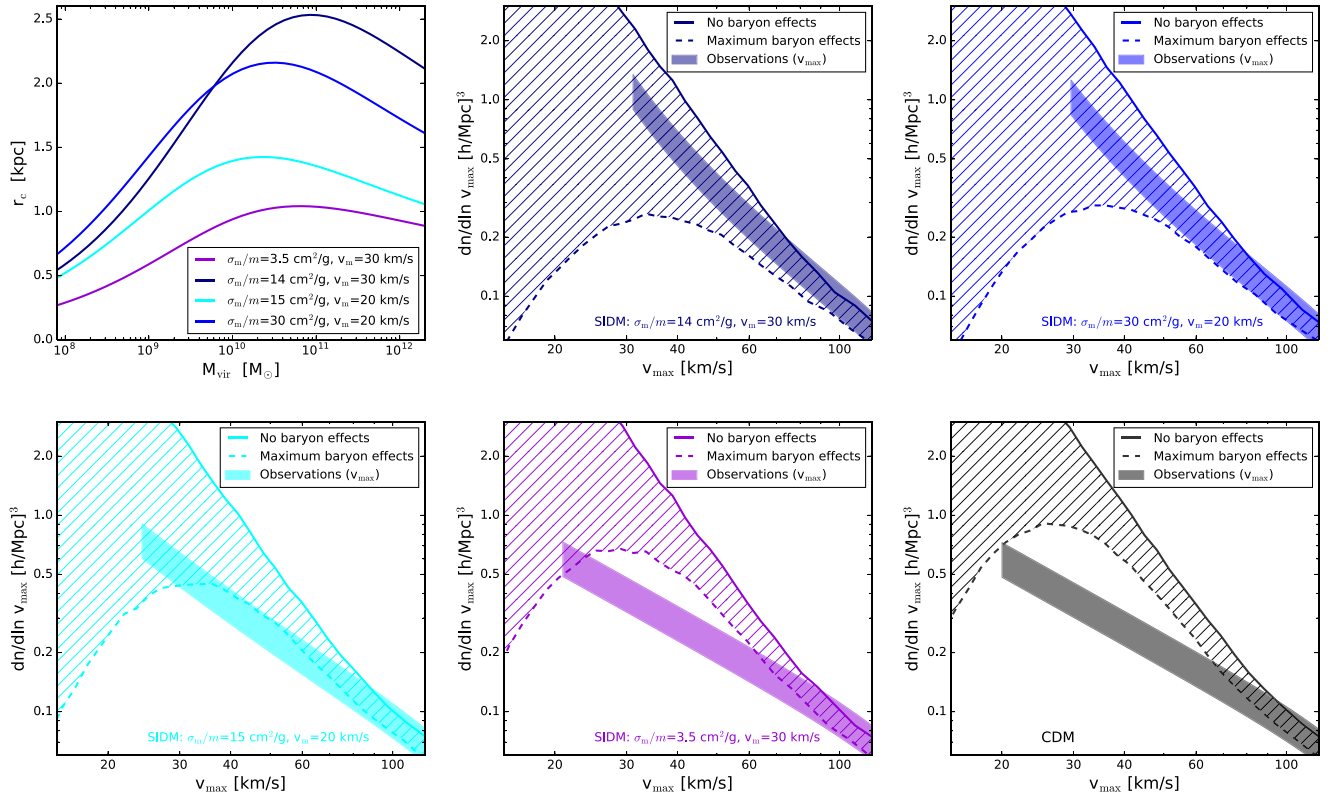 2.5
2.0
1.5
1.0
0.5
0.0
r_c [kpc]
σ_m/m=3.5 cm²/g, v_m=30 km/s
σ_m/m=14 cm²/g, v_m=30 km/s
σ_m/m=15 cm²/g, v_m=20 km/s
σ_m/m=30 cm²/g, v_m=20 km/s
10⁸ 10⁹ 10¹⁰ 10¹¹ 10¹²
M_vir [M_⊙]
No baryon effects
Maximum baryon effects
Observations (v_max)
2.0
1.0
0.5
0.2
0.1
dn/dln v_max [h/Mpc]³
SIDM: σ_m/m=14 cm²/g, v_m=30 km/s
20 30 40 60 100
v_max [km/s]
No baryon effects
Maximum baryon effects
Observations (v_max)
2.0
1.0
0.5
0.2
0.1
dn/dln v_max [h/Mpc]³
SIDM: σ_m/m=30 cm²/g, v_m=20 km/s
20 30 40 60 100
v_max [km/s]
No baryon effects
Maximum baryon effects
Observations (v_max)
2.0
1.0
0.5
0.2
0.1
dn/dln v_max [h/Mpc]³
SIDM: σ_m/m=15 cm²/g, v_m=20 km/s
20 30 40 60 100
v_max [km/s]
No baryon effects
Maximum baryon effects
Observations (v_max)
2.0
1.0
0.5
0.2
0.1
dn/dln v_max [h/Mpc]³
SIDM: σ_m/m=3.5 cm²/g, v_m=30 km/s
20 30 40 60 100
v_max [km/s]
No baryon effects
Maximum baryon effects
Observations (v_max)
2.0
1.0
0.5
0.2
0.1
dn/dln v_max [h/Mpc]³
CDM
20 30 40 60 100
v_max [km/s]